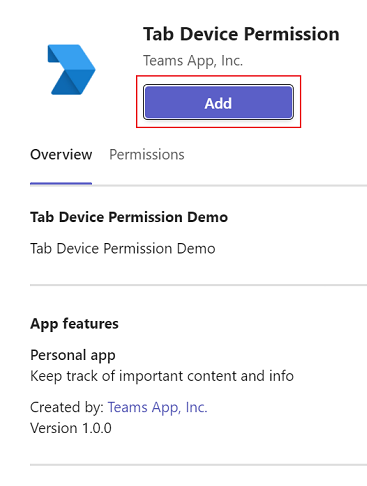 Tab Device Permission
Teams App, Inc.
Add
Overview Permissions
Tab Device Permission Demo
Tab Device Permission Demo
App features
Personal app
Keep track of important content and info
Created by: Teams App, Inc.
Version 1.0.0